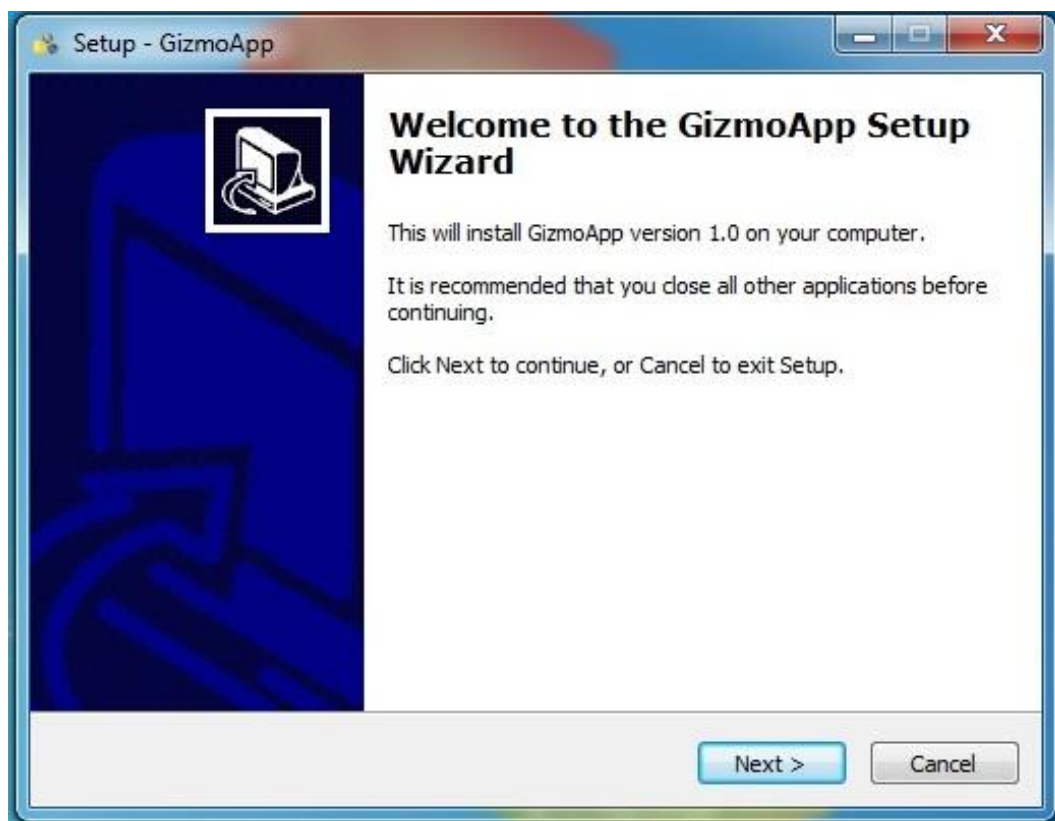 Setup - GizmoApp
Welcome to the GizmoApp Setup
Wizard
This will install GizmoApp version 1.0 on your computer.
It is recommended that you close all other applications before
continuing.
Click Next to continue, or Cancel to exit Setup.
Next >
Cancel